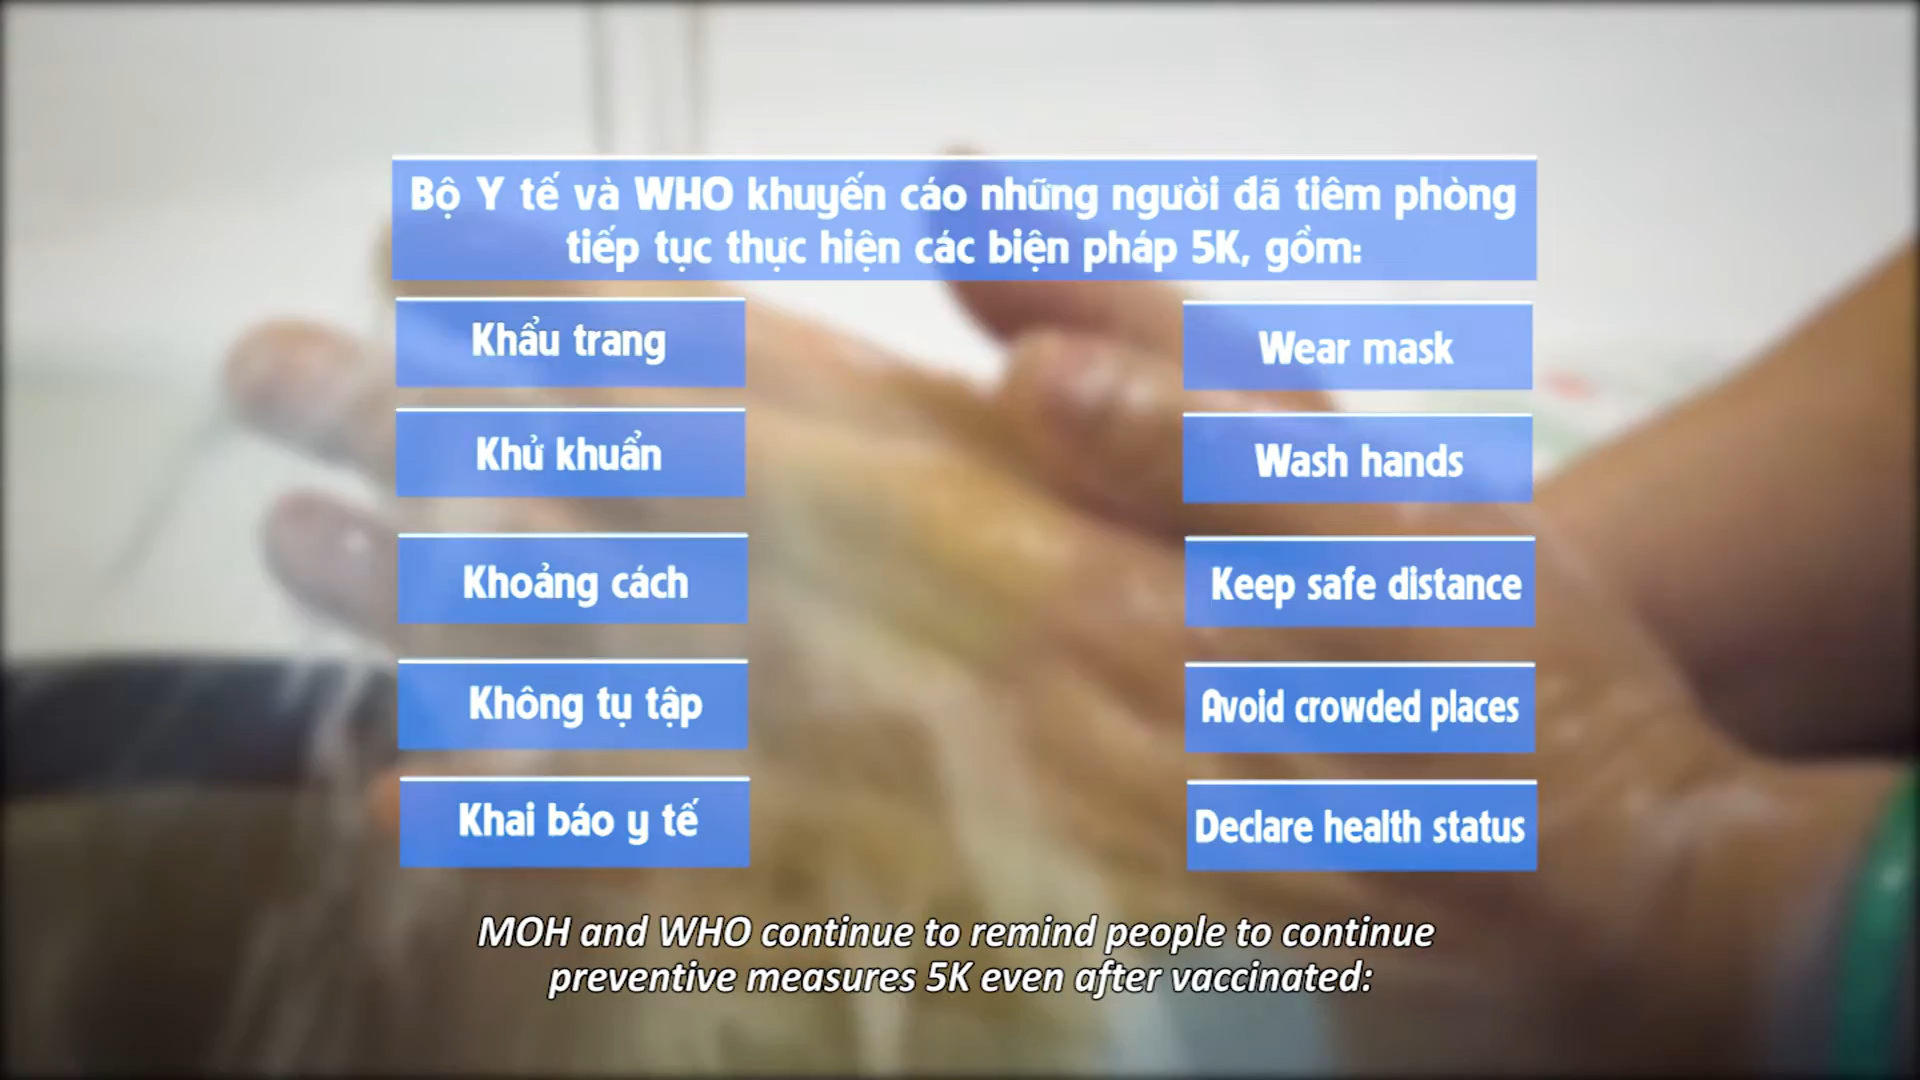 Bộ Y tế và WHO khuyến cáo những người đã tiêm phòng
tiếp tục thực hiện các biện pháp 5K, gồm:
Khẩu trang
Wear mask
Khử khuẩn
Wash hands
Khoảng cách
Keep safe distance
Không tụ tập
Avoid crowded places
Khai báo y tế
Declare health status
MOH and WHO continue to remind people to continue
preventive measures 5K even after vaccinated: